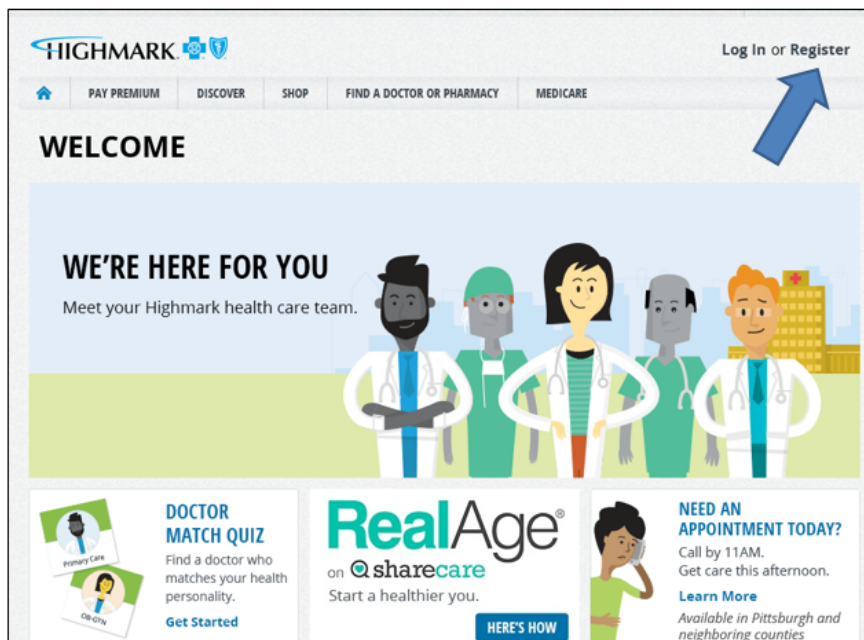 HIGHMARK.
Log In or Register
PAY PREMIUM
DISCOVER
SHOP
FIND A DOCTOR OR PHARMACY
MEDICARE
WELCOME
WE'RE HERE FOR YOU
Meet your Highmark health care team.
Primary Care
OB-GYN
DOCTOR
MATCH QUIZ
Find a doctor who
matches your health
personality.
Get Started
RealAge®
on sharecare
Start a healthier you.
HERE'S HOW
NEED AN
APPOINTMENT TODAY?
Call by 11AM.
Get care this afternoon.
Learn More
Available in Pittsburgh and
neighboring counties